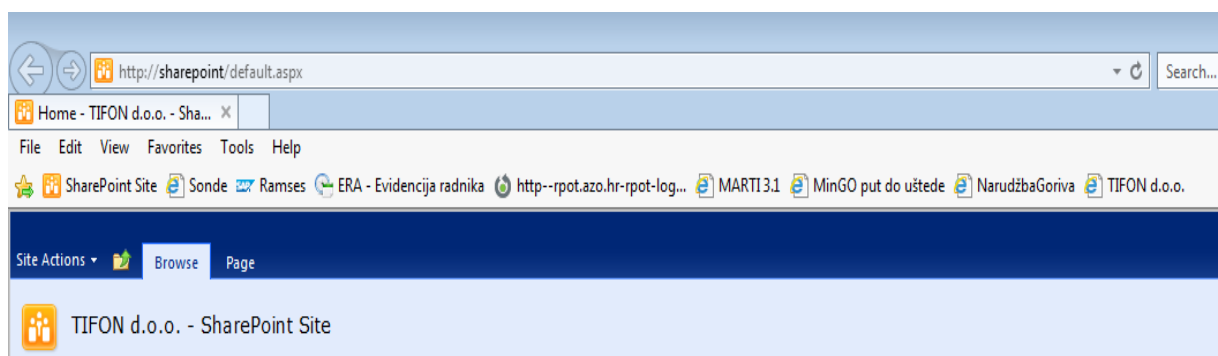 http://sharepoint/default.aspx Search...
Home - TIFON d.o.o. - Sha...
File Edit View Favorites Tools Help
SharePoint Site Sonde Ramses ERA - Evidencija radnika http--rpot.azo.hr-rpot-log... MARTI 3.1 MinGO put do uštede NarudžbaGoriva TIFON d.o.o.
Site Actions Browse Page
TIFON d.o.o. - SharePoint Site